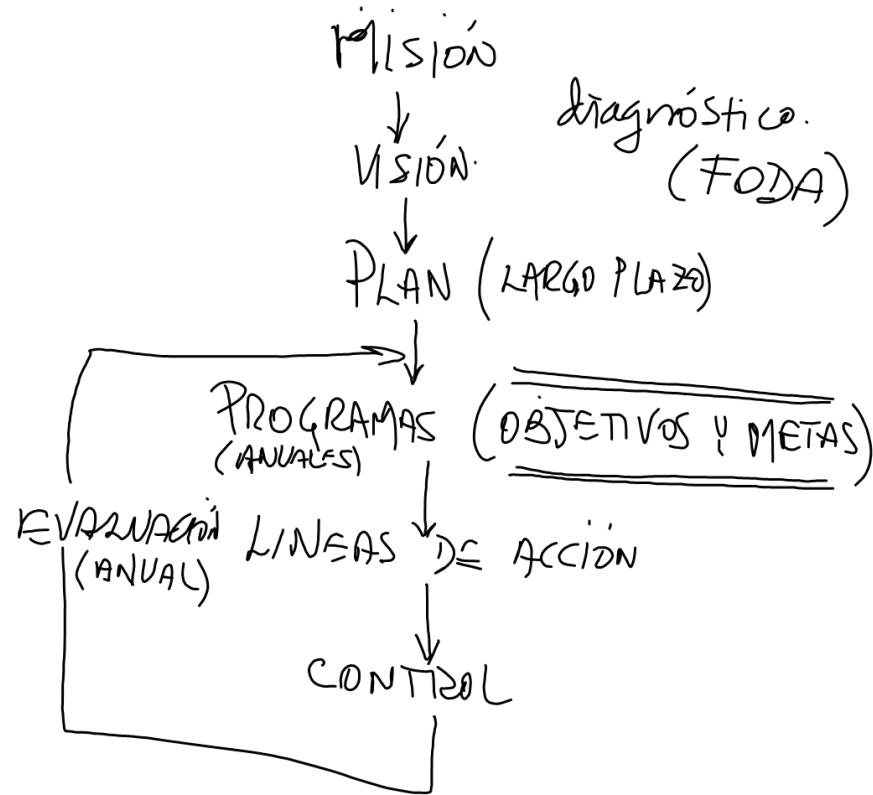 Misión
diagnóstico.
(FODA)
VISIÓN.
PLAN (LARGO PLAZO)
PROGRAMAS (OBJETIVOS Y METAS)
(ANUALES)
EVALUACIÓN
(ANUAL)
LINEAS DE ACCIÓN
CONTROL